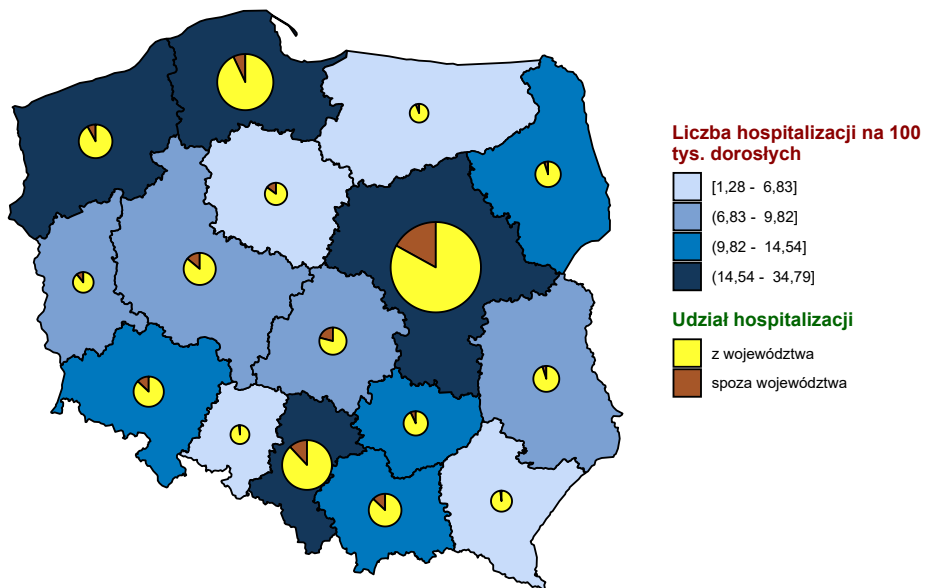 Liczba hospitalizacji na 100
tys. dorosłych
[1,28 - 6,83]
(6,83 - 9,82]
(9,82 - 14,54]
(14,54 - 34,79]
Udział hospitalizacji
z województwa
spoza województwa